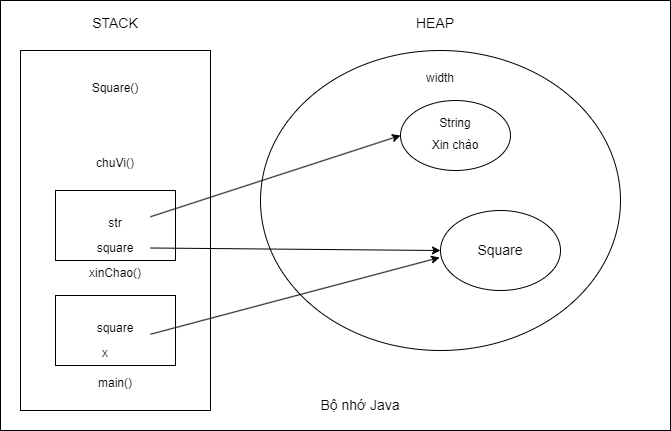 STACK
HEAP
Square()
width
String
Xin chào
chuVi()
str
square
Square
xinChao()
square
x
main()
Bộ nhớ Java